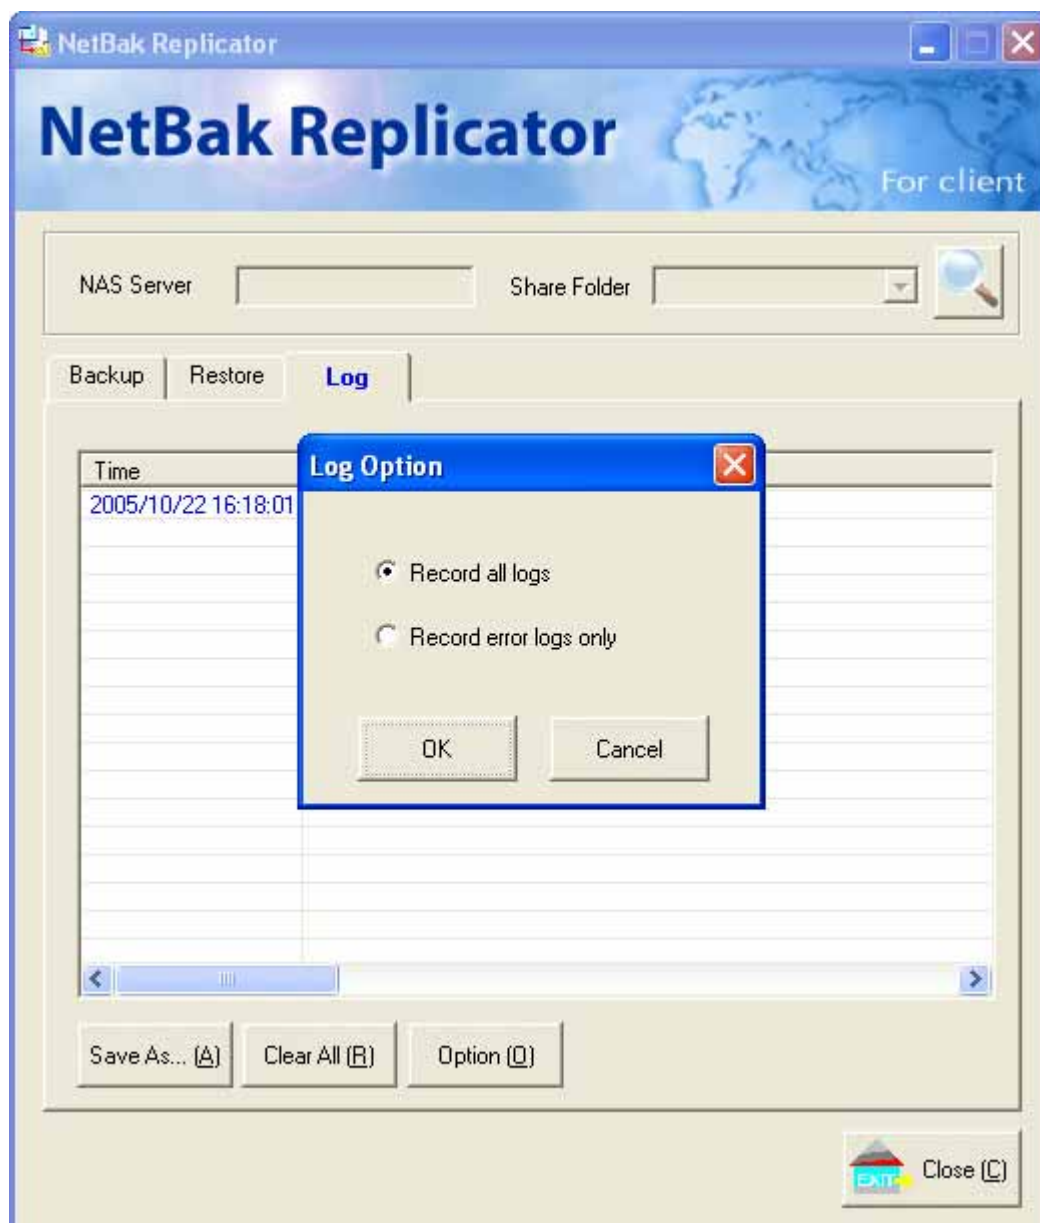 NetBak Replicator
NetBak Replicator
For client
NAS Server
Share Folder
Backup
Restore
Log
Time
2005/10/22 16:18:01
Log Option
Record all logs
Record error logs only
OK
Cancel
Save As... (A)
Clear All (R)
Option (O)
EXIT
Close (C)